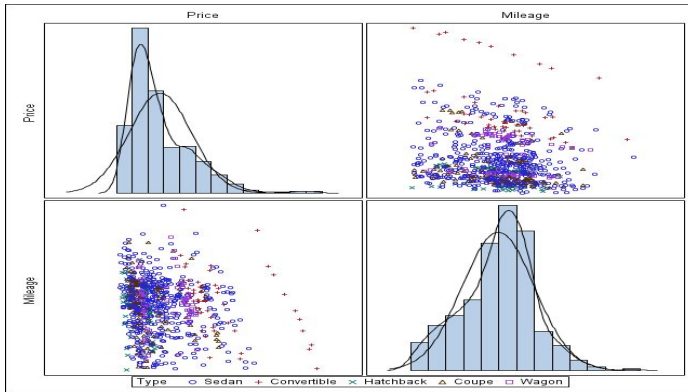 Price
Mileage
Price
Mileage
Type Sedan Convertible Hatchback Coupe Wagon